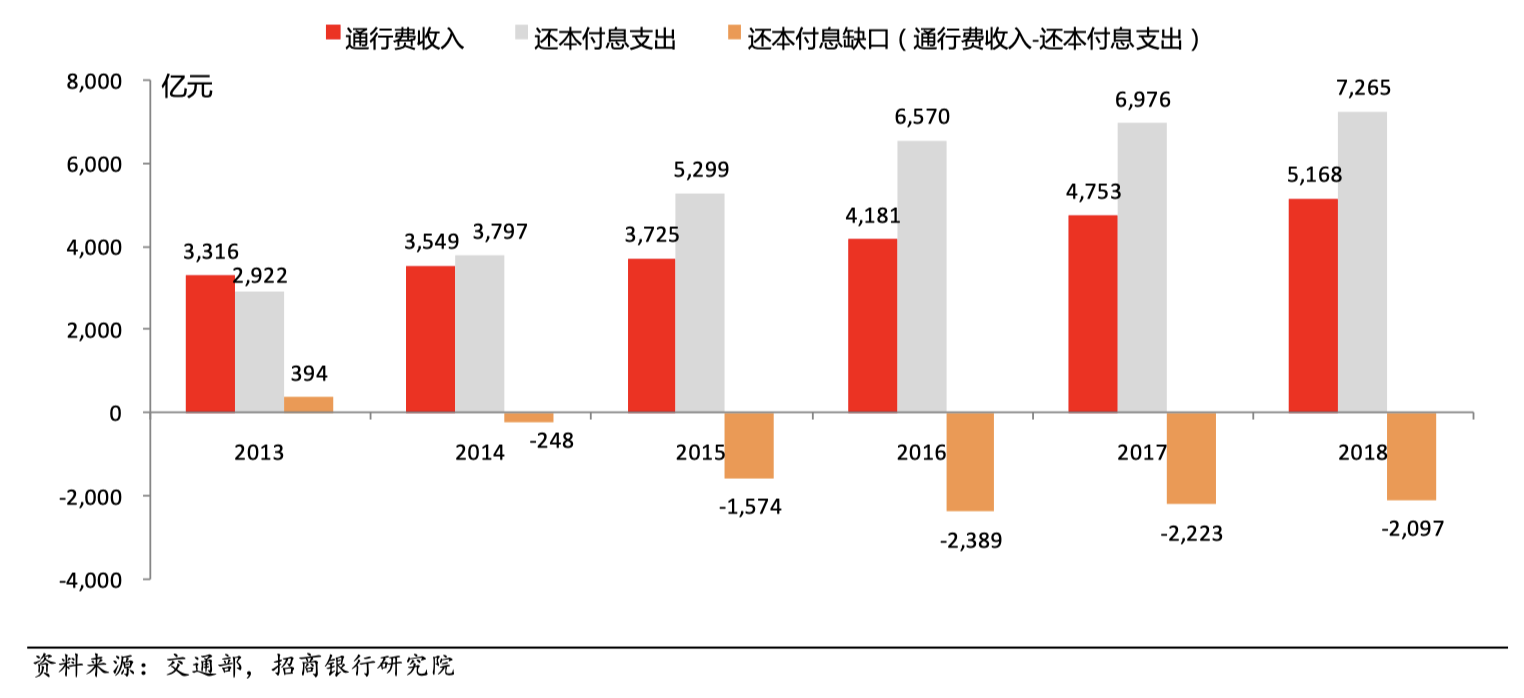 通行费收入 还本付息支出 还本付息缺口（通行费收入-还本付息支出）
亿元
8,000
6,000
4,000
2,000
0
-2,000
-4,000
3,316 2,922 394
3,549 3,797 -248
3,725 5,299 -1,574
4,181 6,570 -2,389
4,753 6,976 -2,223
5,168 7,265 -2,097
2013 2014 2015 2016 2017 2018
资料来源：交通部，招商银行研究院